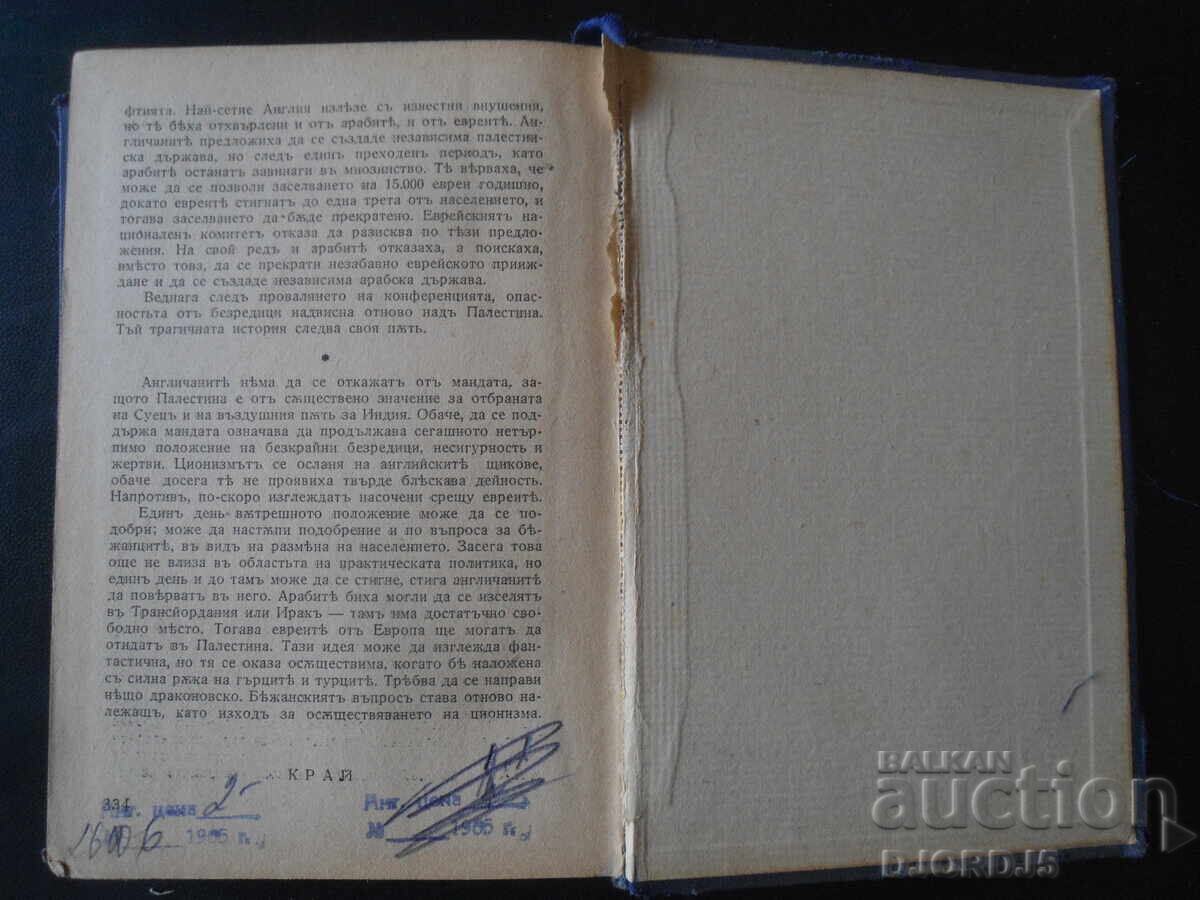 фтията. Най-сетне Англия излѣзе съ известни внушения,
но тѣ бѣха отхвърлени и отъ арабитѣ, и отъ евреитѣ. Ан-
гличанитѣ предложиха да се създаде независима палестин-
ска държава, но следъ единъ преходенъ периодъ, като
арабитѣ останатъ завинаги въ мнозинство. Тѣ вѣрваха, че
може да се позволи заселването на 15.000 евреи годишно,
докато евреитѣ стигнатъ до една трета отъ населението, и
тогава заселването да бѫде прекратено. Еврейскиятъ на-
ционаленъ комитетъ отказа да разисква по тѣзи предло-
жения. На свой редъ и арабитѣ отказаха, а поискаха,
вмѣсто това, да се прекрати незабавно еврейското прииж-
дане и да се създаде независима арабска държава.
Веднага следъ провалянето на конференцията, опас-
ностьта отъ безредици надвисна отново надъ Палестина.
Тъй трагичната история следва своя пѫть.
*
Англичанитѣ нѣма да се откажатъ отъ мандата, за-
щото Палестина е отъ сѫществено значение за отбраната
на Суецъ и на въздушния пѫть за Индия. Обаче, да се под-
държа мандата означава да продължава сегашното нетър-
пимо положение на безкрайни безредици, несигурность и
жертви. Ционизмътъ се осланя на английскитѣ щикове,
обаче досега тѣ не проявиха твърде блѣскава дейность.
Напротивъ, по-скоро изглеждатъ насочени срещу евреитѣ.
Единъ день вѫтрешното положение може да се по-
добри; може да настѫпи подобрение и по въпроса за бѣ-
жанцитѣ, въ видъ на размѣна на населението. Засега това
още не влиза въ областьта на практическата политика, но
единъ день и до тамъ може да се стигне, стига англичанитѣ
да повѣрватъ въ него. Арабитѣ биха могли да се изселятъ
въ Трансйордания или Иракъ — тамъ има достатъчно сво-
бодно мѣсто. Тогава евреитѣ отъ Европа ще могатъ да
отидатъ въ Палестина. Тази идея може да изглежда фан-
тастична, но тя се оказа осѫществима, когато бѣ наложена
съ силна рѫка на гърцитѣ и турцитѣ. Трѣбва да се направи
нѣщо драконовско. Бѣжанскиятъ въпросъ става отново на-
лежащъ, като изходъ за осѫществяването на ционизма.
КРАЙ
334
Ант. цена 2-
1965 г.
Ант. цена
№ 1965 г.
BALKAN
auction
DJORDJ5